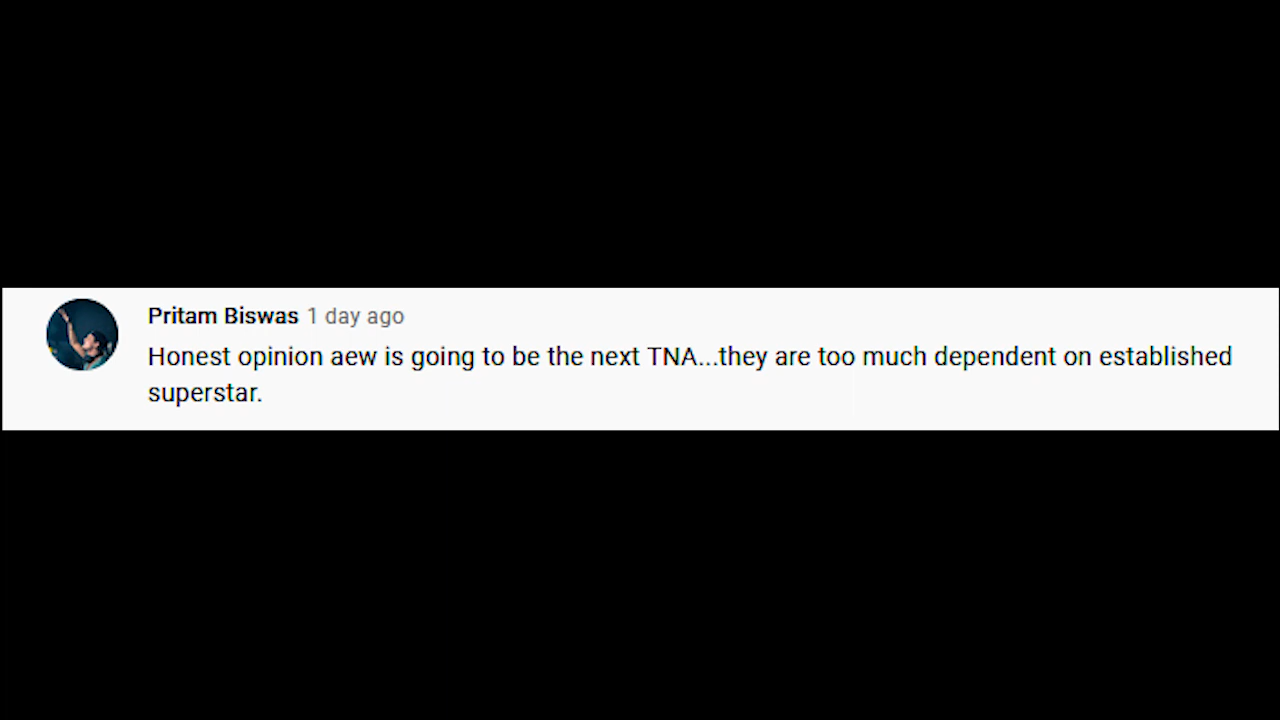 Pritam Biswas 1 day ago
Honest opinion aew is going to be the next TNA...they are too much dependent on established
superstar.